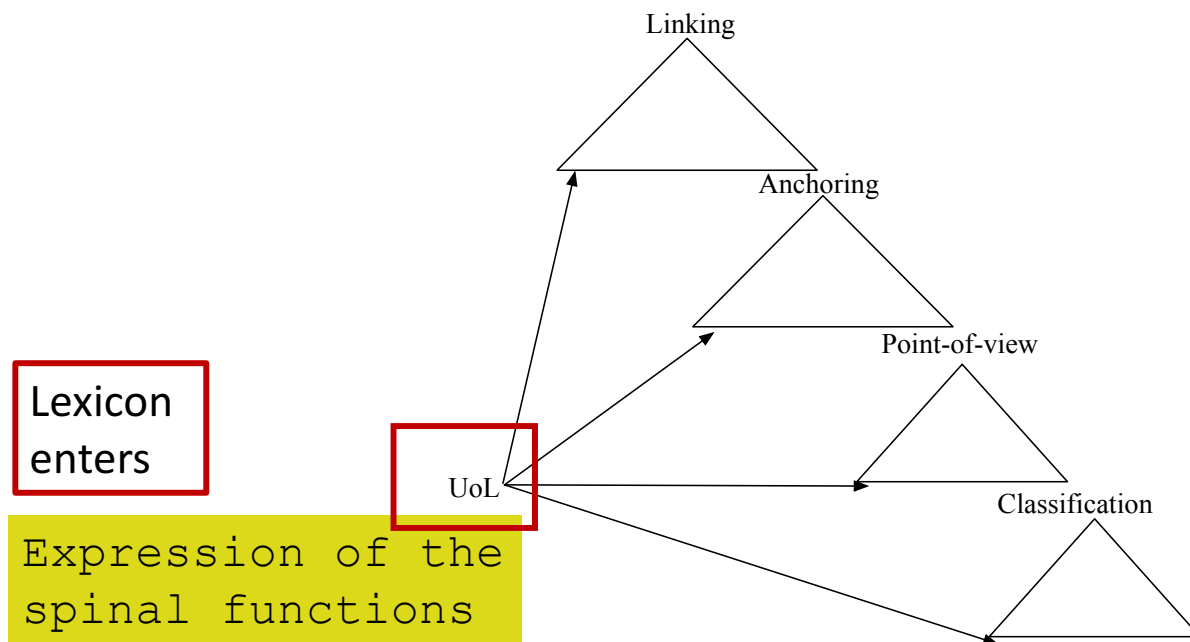 Linking
Anchoring
Point-of-view
Lexicon
enters
UoL
Classification
Expression of the
spinal functions